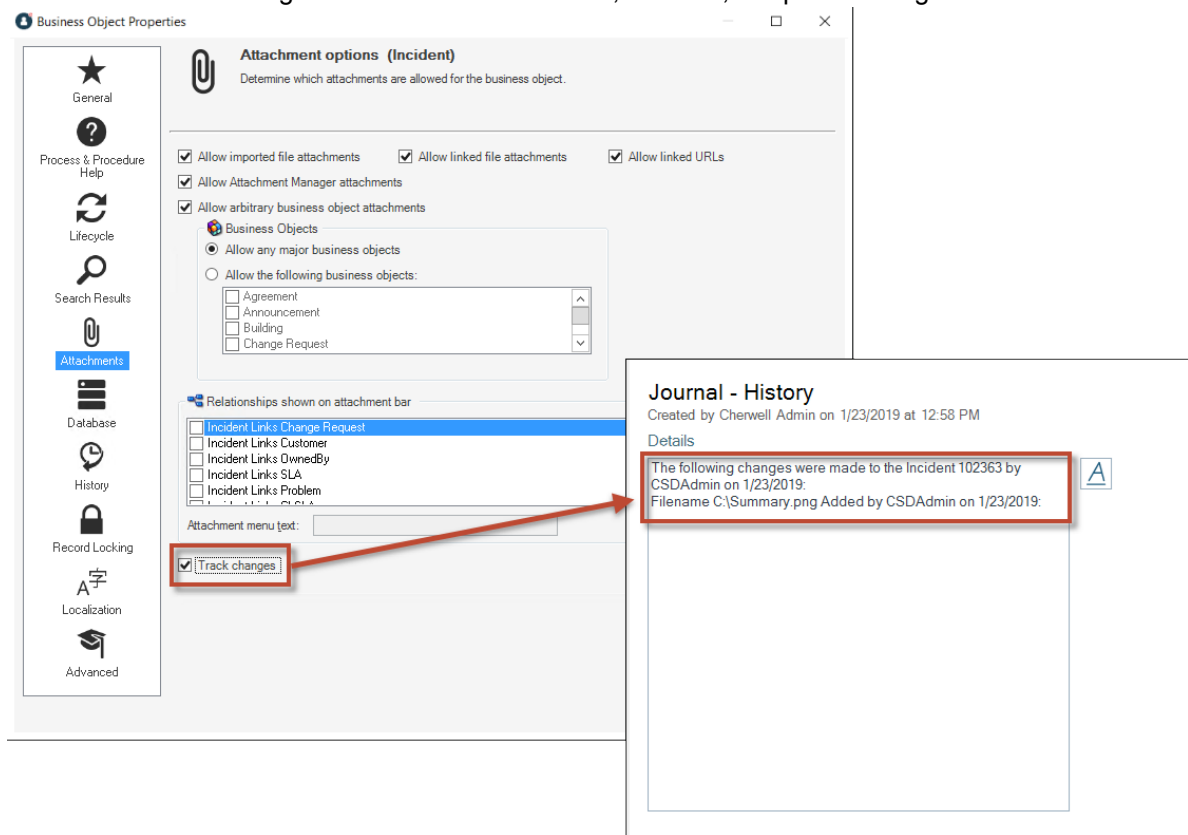 Business Object Properties
General
Process & Procedure
Help
Lifecycle
Search Results
Attachments
Database
History
Record Locking
A字
Localization
Advanced
Attachment options (Incident)
Determine which attachments are allowed for the business object.
Allow imported file attachments Allow linked file attachments Allow linked URLs
Allow Attachment Manager attachments
Allow arbitrary business object attachments
Business Objects
Allow any major business objects
Allow the following business objects:
Agreement
Announcement
Building
Change Request
Relationships shown on attachment bar
Incident Links Change Request
Incident Links Customer
Incident Links OwnedBy
Incident Links SLA
Incident Links Problem
Attachment menu text:
Track changes
Journal - History
Created by Cherwell Admin on 1/23/2019 at 12:58 PM
Details
The following changes were made to the Incident 102363 by
CSDAdmin on 1/23/2019:
Filename C:\Summary.png Added by CSDAdmin on 1/23/2019:
A